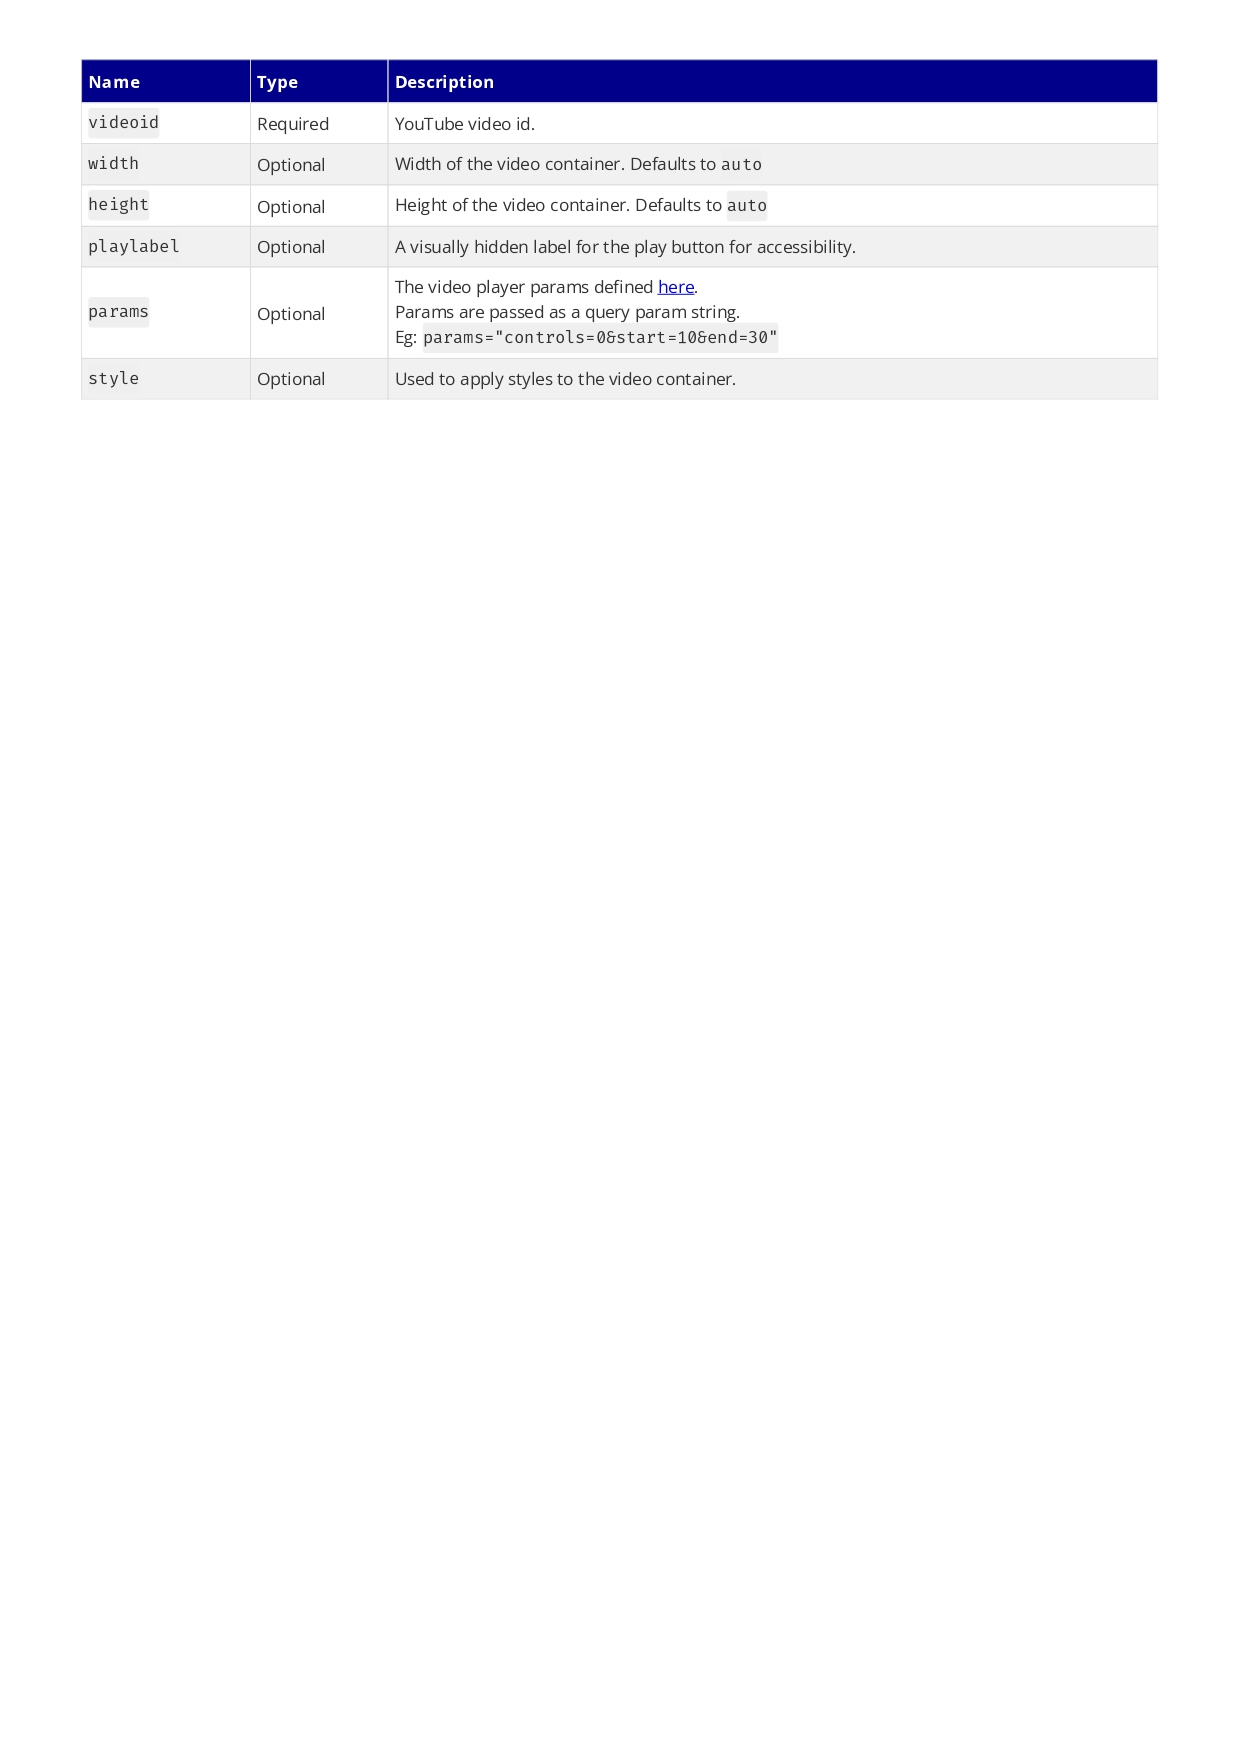 Name Type Description
videoid Required YouTube video id.
width Optional Width of the video container. Defaults to auto
height Optional Height of the video container. Defaults to auto
playlabel Optional A visually hidden label for the play button for accessibility.
params Optional The video player params defined here.
Params are passed as a query param string.
Eg: params="controls=0&start=10&end=30"
style Optional Used to apply styles to the video container.